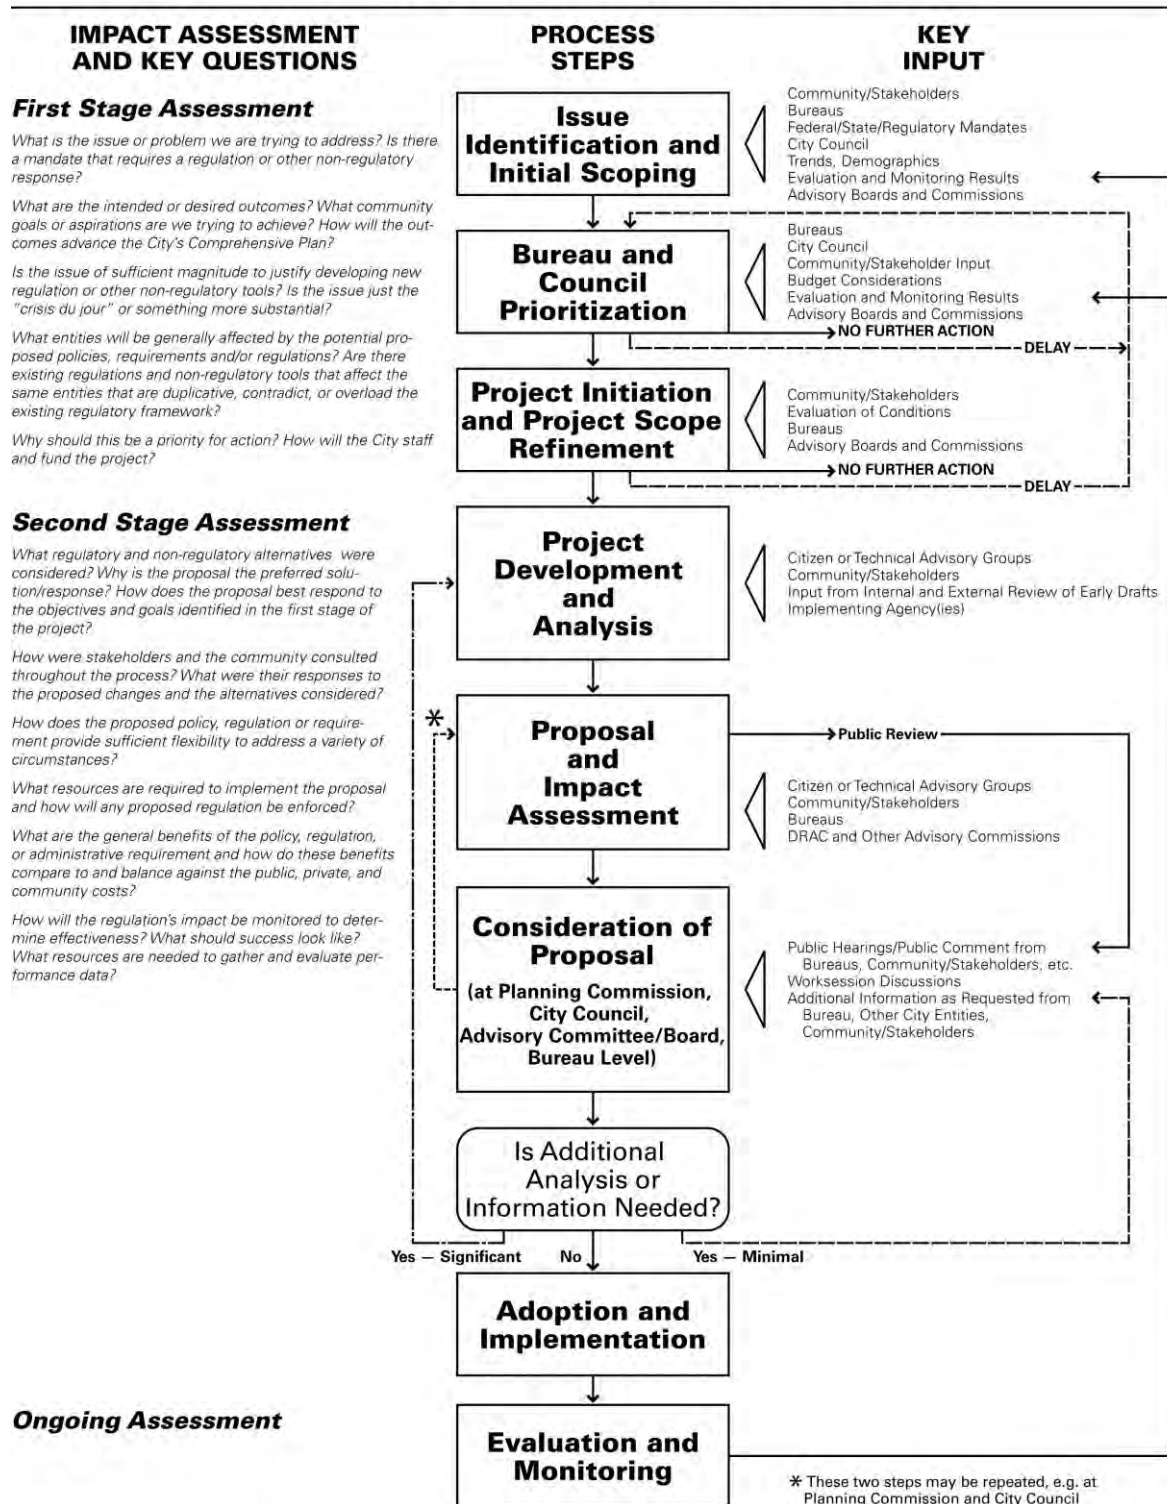 IMPACT ASSESSMENT
AND KEY QUESTIONS
PROCESS
STEPS
KEY
INPUT
First Stage Assessment
What is the issue or problem we are trying to address? Is there
a mandate that requires a regulation or other non-regulatory
response?
What are the intended or desired outcomes? What community
goals or aspirations are we trying to achieve? How will the out-
comes advance the City's Comprehensive Plan?
Is the issue of sufficient magnitude to justify developing new
regulation or other non-regulatory tools? Is the issue just the
"crisis du jour" or something more substantial?
What entities will be generally affected by the potential pro-
posed policies, requirements and/or regulations? Are there
existing regulations and non-regulatory tools that affect the
same entities that are duplicative, contradict, or overload the
existing regulatory framework?
Why should this be a priority for action? How will the City staff
and fund the project?
Issue
Identification and
Initial Scoping
Community/Stakeholders
Bureaus
Federal/State/Regulatory Mandates
City Council
Trends, Demographics
Evaluation and Monitoring Results
Advisory Boards and Commissions
Bureau and
Council
Prioritization
Bureaus
City Council
Community/Stakeholder Input
Budget Considerations
Evaluation and Monitoring Results
Advisory Boards and Commissions
NO FURTHER ACTION
DELAY
Project Initiation
and Project Scope
Refinement
Community/Stakeholders
Evaluation of Conditions
Bureaus
Advisory Boards and Commissions
NO FURTHER ACTION
DELAY
Second Stage Assessment
What regulatory and non-regulatory alternatives were
considered? Why is the proposal the preferred solu-
tion/response? How does the proposal best respond to
the objectives and goals identified in the first stage of
the project?
How were stakeholders and the community consulted
throughout the process? What were their responses to
the proposed changes and the alternatives considered?
How does the proposed policy, regulation or require-
ment provide sufficient flexibility to address a variety of
circumstances?
What resources are required to implement the proposal
and how will any proposed regulation be enforced?
What are the general benefits of the policy, regulation,
or administrative requirement and how do these benefits
compare to and balance against the public, private, and
community costs?
How will the regulation's impact be monitored to deter-
mine effectiveness? What should success look like?
What resources are needed to gather and evaluate per-
formance data?
Project
Development
and
Analysis
Citizen or Technical Advisory Groups
Community/Stakeholders
Input from Internal and External Review of Early Drafts
Implementing Agency(ies)
*
Proposal
and
Impact
Assessment
Public Review
Citizen or Technical Advisory Groups
Community/Stakeholders
Bureaus
DRAC and Other Advisory Commissions
Consideration of
Proposal
(at Planning Commission,
City Council,
Advisory Committee/Board,
Bureau Level)
Public Hearings/Public Comment from
Bureaus, Community/Stakeholders, etc.
Worksession Discussions
Additional Information as Requested from
Bureau, Other City Entities,
Community/Stakeholders
Is Additional
Analysis or
Information Needed?
Yes — Significant
No
Yes — Minimal
Adoption and
Implementation
Ongoing Assessment
Evaluation and
Monitoring
* These two steps may be repeated, e.g. at
Planning Commission and City Council